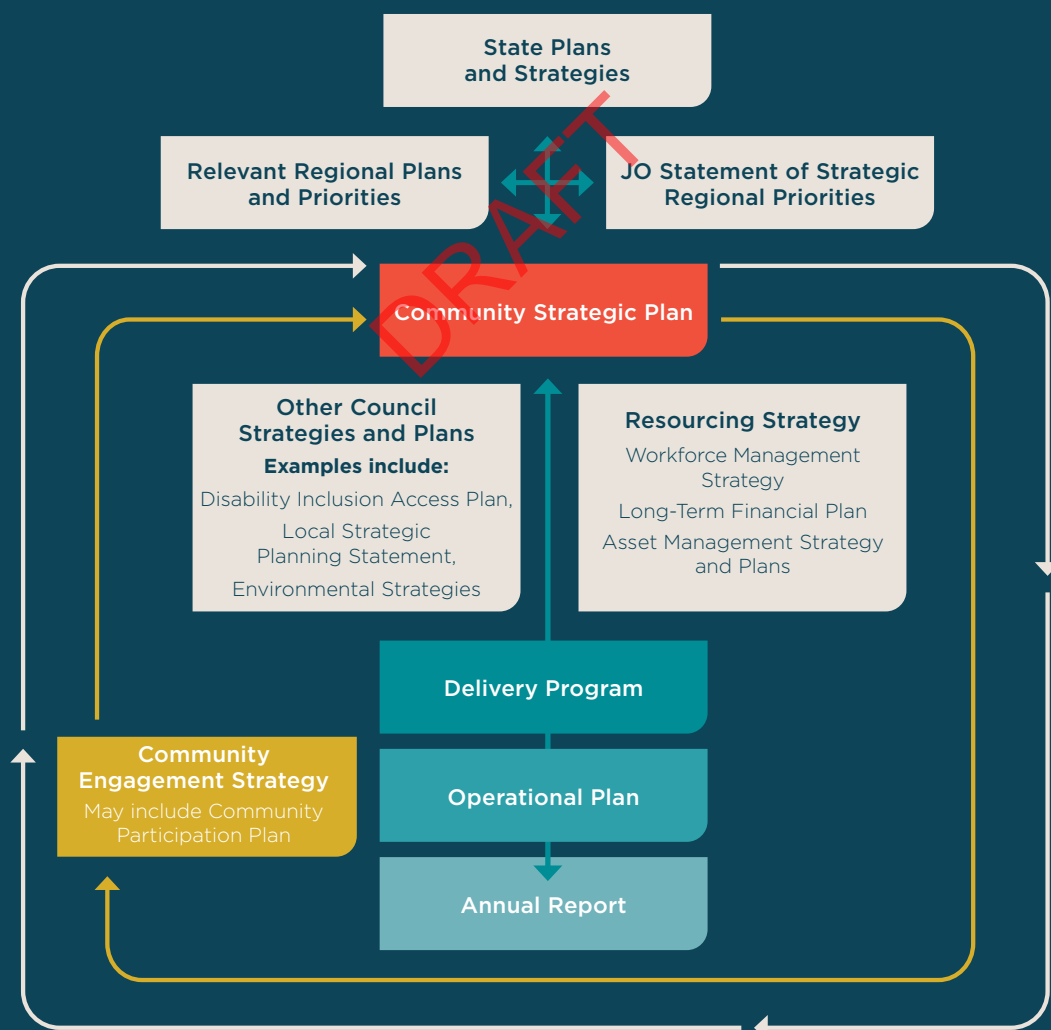 State Plans
and Strategies
Relevant Regional Plans
and Priorities
JO Statement of Strategic
Regional Priorities
DRAFT
Community Strategic Plan
Other Council
Strategies and Plans
Examples include:
Disability Inclusion Access Plan,
Local Strategic
Planning Statement,
Environmental Strategies
Resourcing Strategy
Workforce Management
Strategy
Long-Term Financial Plan
Asset Management Strategy
and Plans
Delivery Program
Community
Engagement Strategy
May include Community
Participation Plan
Operational Plan
Annual Report